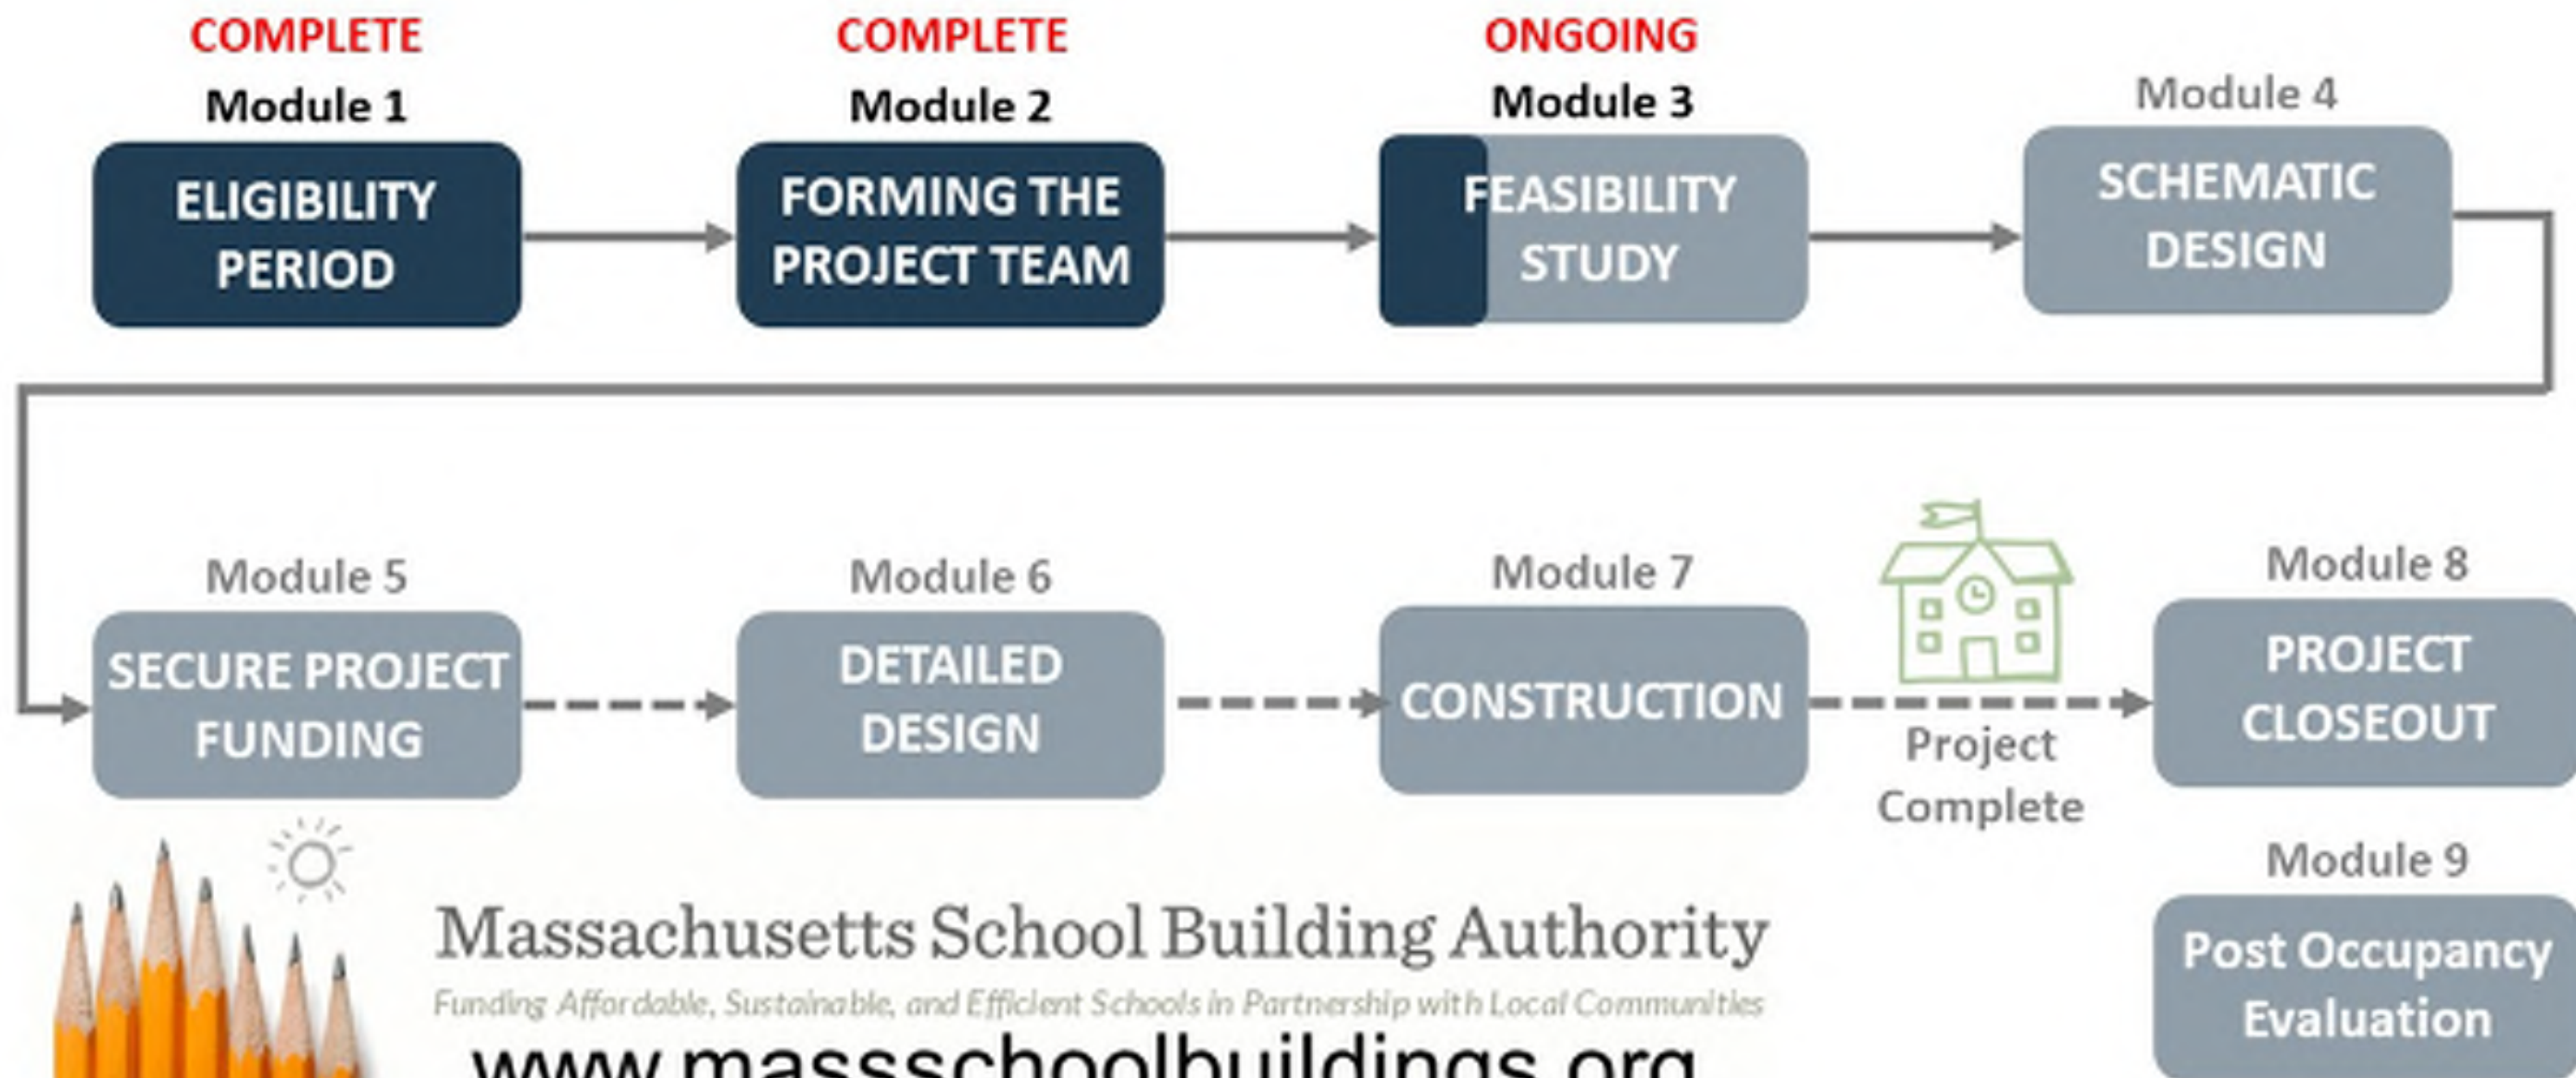 COMPLETE
Module 1
ELIGIBILITY
PERIOD
COMPLETE
Module 2
FORMING THE
PROJECT TEAM
ONGOING
Module 3
FEASIBILITY
STUDY
Module 4
SCHEMATIC
DESIGN
Module 5
SECURE PROJECT
FUNDING
Module 6
DETAILED
DESIGN
Module 7
CONSTRUCTION
Project
Complete
Module 8
PROJECT
CLOSEOUT
Module 9
Post Occupancy
Evaluation
Massachusetts School Building Authority
Funding Affordable, Sustainable, and Efficient Schools in Partnership with Local Communities
www.massschoolbuildings.org